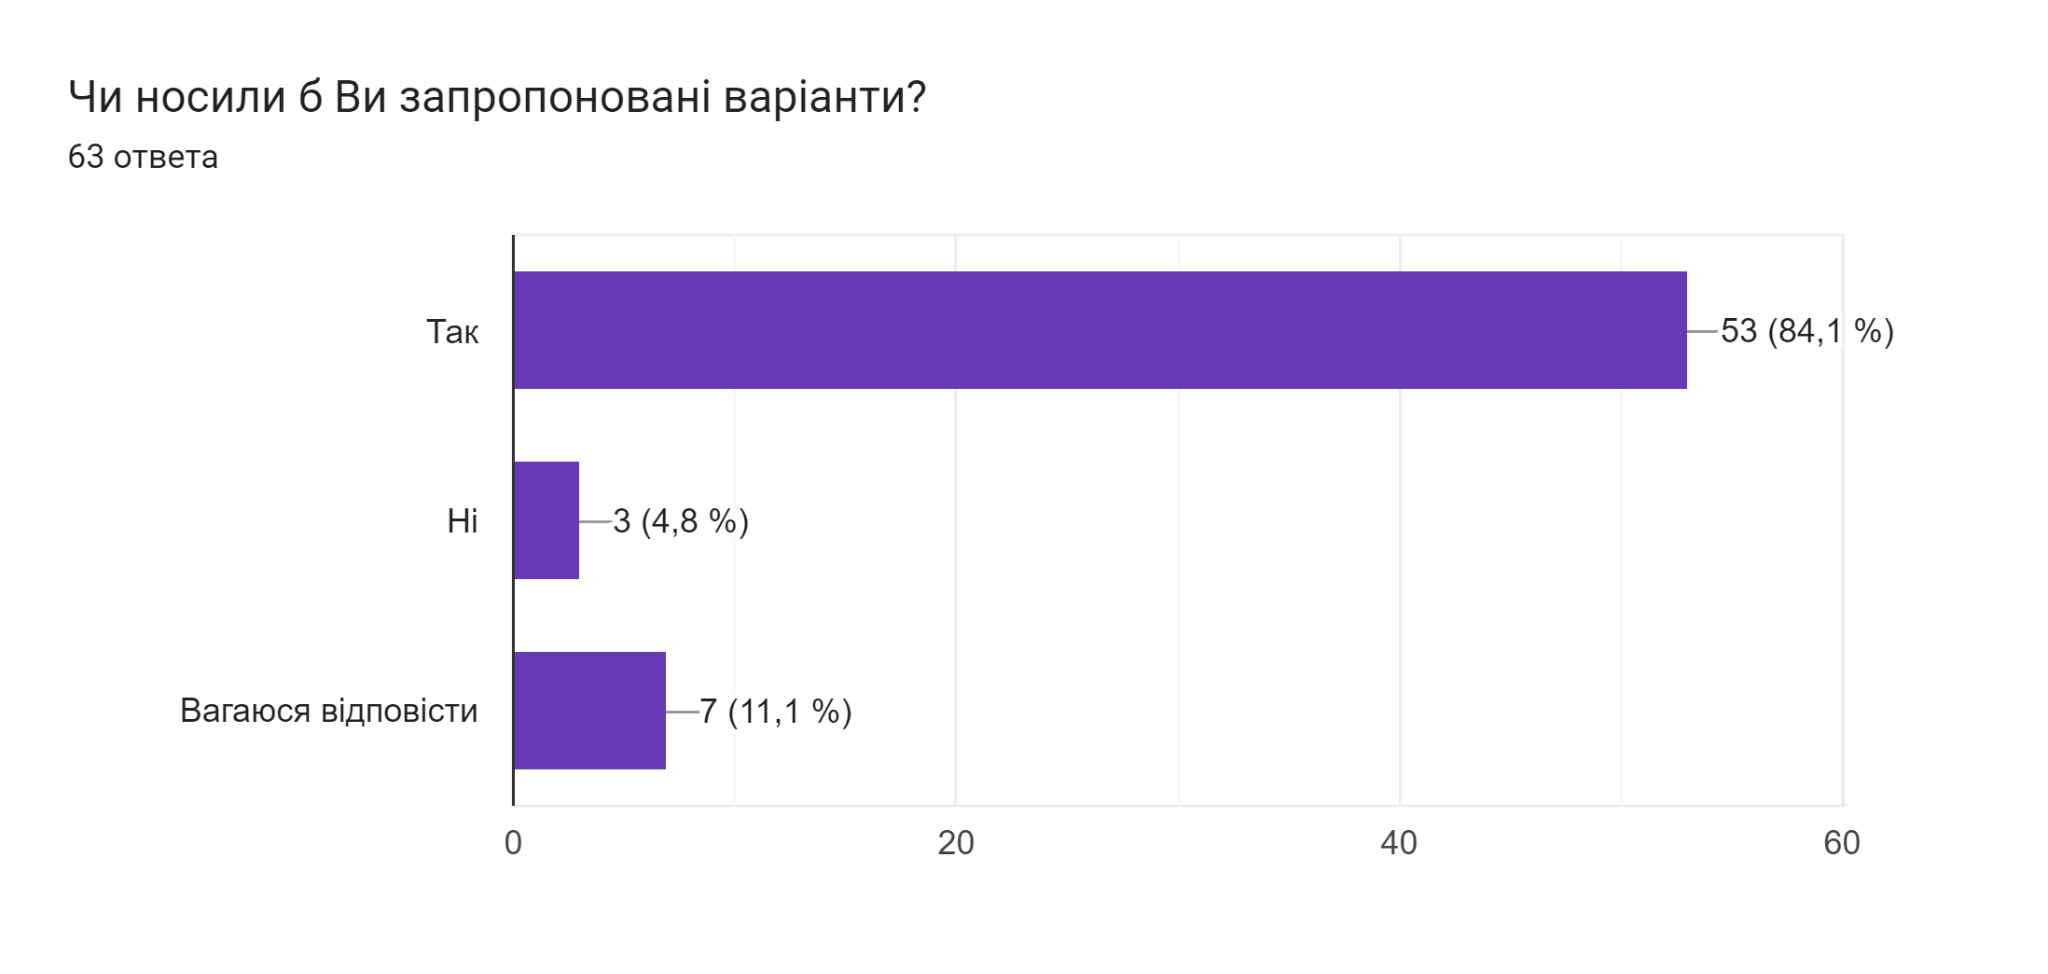 Чи носили б Ви запропоновані варіанти?
63 ответа
Так
53 (84,1 %)
Ні
3 (4,8 %)
Вагаюся відповісти
7 (11,1 %)
0
20
40
60